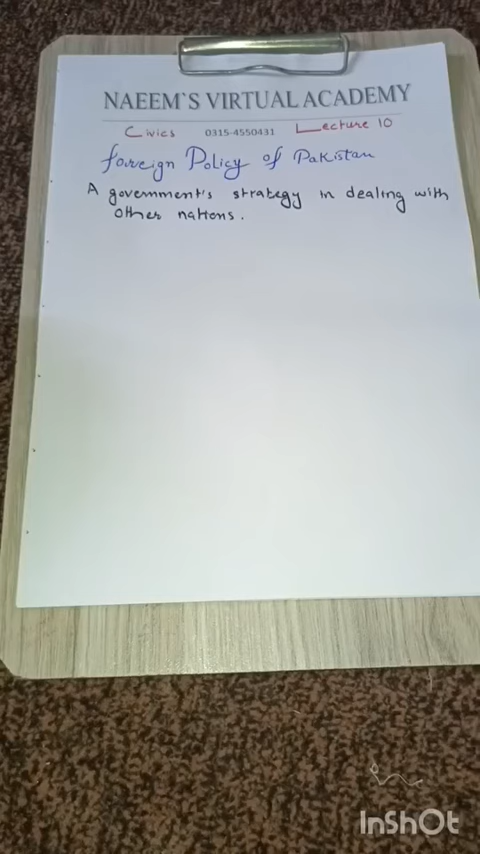 NAEEM`S VIRTUAL ACADEMY
Civics 0315-4550431 Lecture 10
foreign Policy of Pakistan
A government's strategy in dealing with
other nations.
InShOt